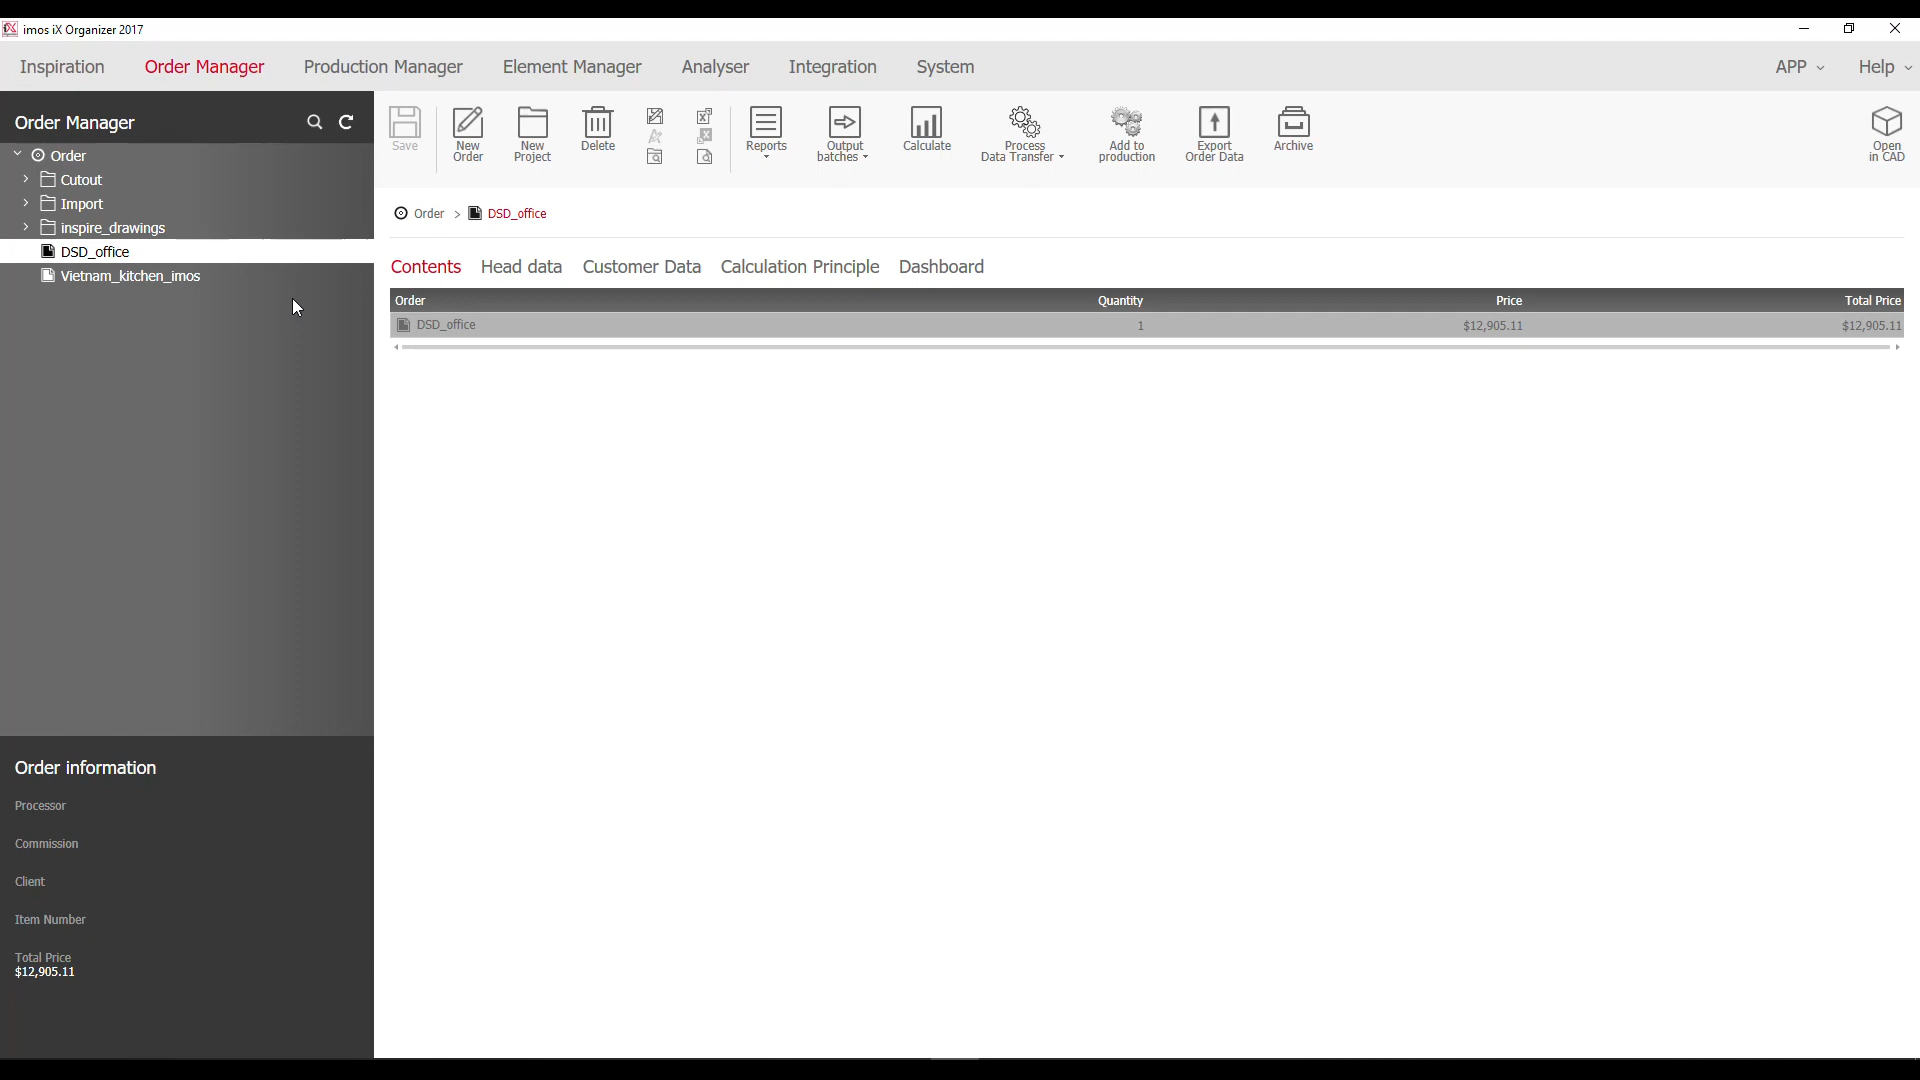 imos iX Organizer 2017
Inspiration Order Manager Production Manager Element Manager Analyser Integration System APP Help
Order Manager
Save
New
Order
New
Project
Delete
Reports
Output
batches
Calculate
Process
Data Transfer
Add to
production
Export
Order Data
Archive
Open
in CAD
Order
Cutout
Import
inspire_drawings
DSD_office
Vietnam_kitchen_imos
Order > DSD_office
Contents Head data Customer Data Calculation Principle Dashboard
Order Quantity Price Total Price
DSD_office 1 $12,905.11 $12,905.11
Order information
Processor
Commission
Client
Item Number
Total Price
$12,905.11